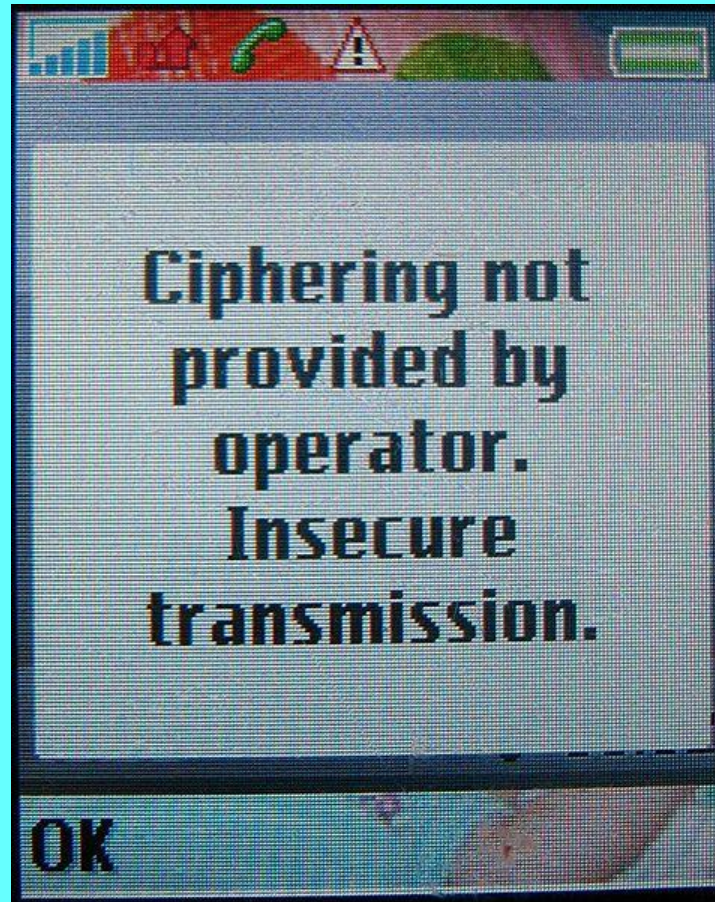 Ciphering not
provided by
operator.
Insecure
transmission.
OK